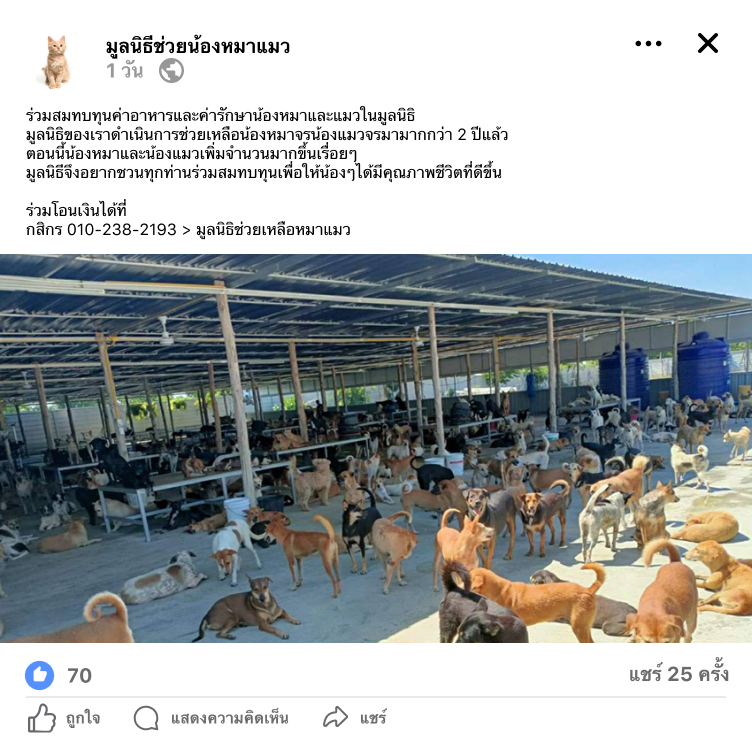 มูลนิธีช่วยน้องหมาแมว
1 วัน
ร่วมสมทบทุนค่าอาหารและค่ารักษาน้องหมาและแมวในมูลนิธิ
มูลนิธิของเราดำเนินการช่วยเหลือน้องหมาจรน้องแมวจรมามากกว่า 2 ปีแล้ว
ตอนนี้น้องหมาและน้องแมวเพิ่มจำนวนมากขึ้นเรื่อยๆ
มูลนิธีจึงอยากชวนทุกท่านร่วมสมทบทุนเพื่อให้น้องๆได้มีคุณภาพชีวิตที่ดีขึ้น
ร่วมโอนเงินได้ที่
กสิกร 010-238-2193 > มูลนิธิช่วยเหลือหมาแมว
70
แชร์ 25 ครั้ง
ถูกใจ แสดงความคิดเห็น แชร์